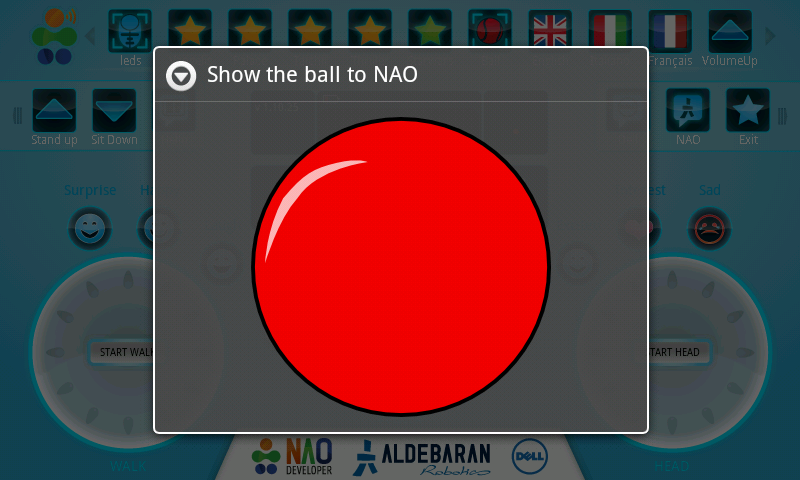 leds
Français
VolumeUp
Show the ball to NAO
Stand up
Sit Down
NAO
Exit
Surprise
Sad
START WALK
START HEAD
WALK
HEAD
NAO
DEVELOPER
ALDEBARAN
Robotics
DELL